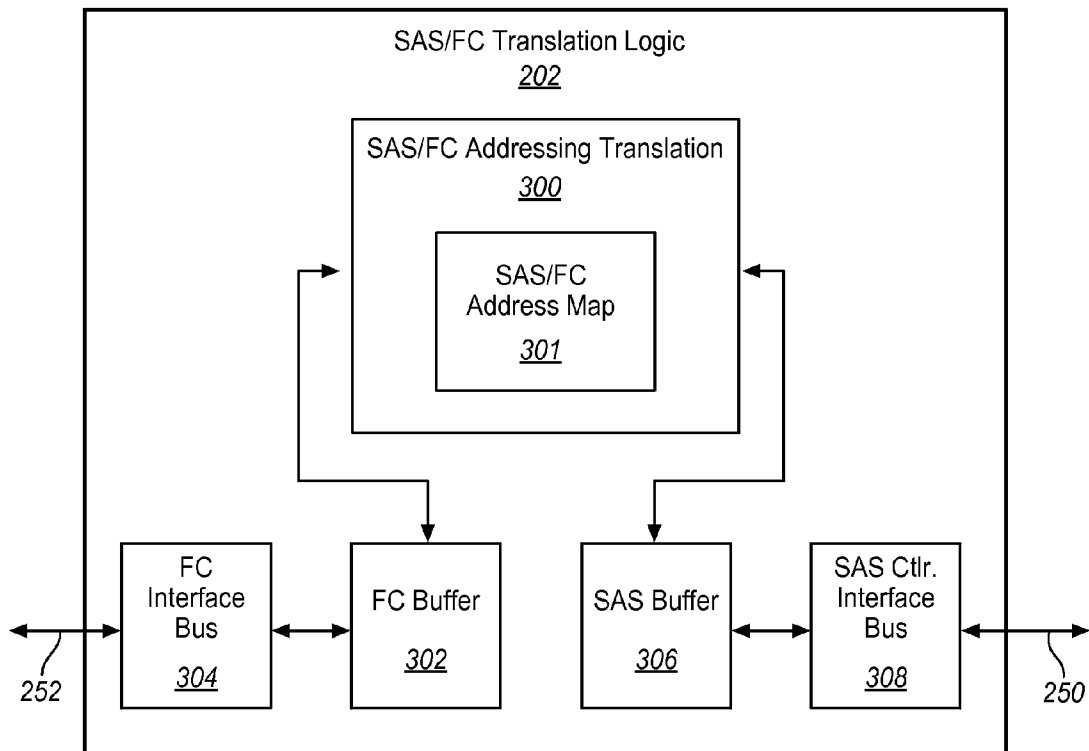 SAS/FC Translation Logic
202
SAS/FC Addressing Translation
300
SAS/FC
Address Map
301
FC
Interface
Bus
304
FC Buffer
302
SAS Buffer
306
SAS Ctlr.
Interface
Bus
308
252
250